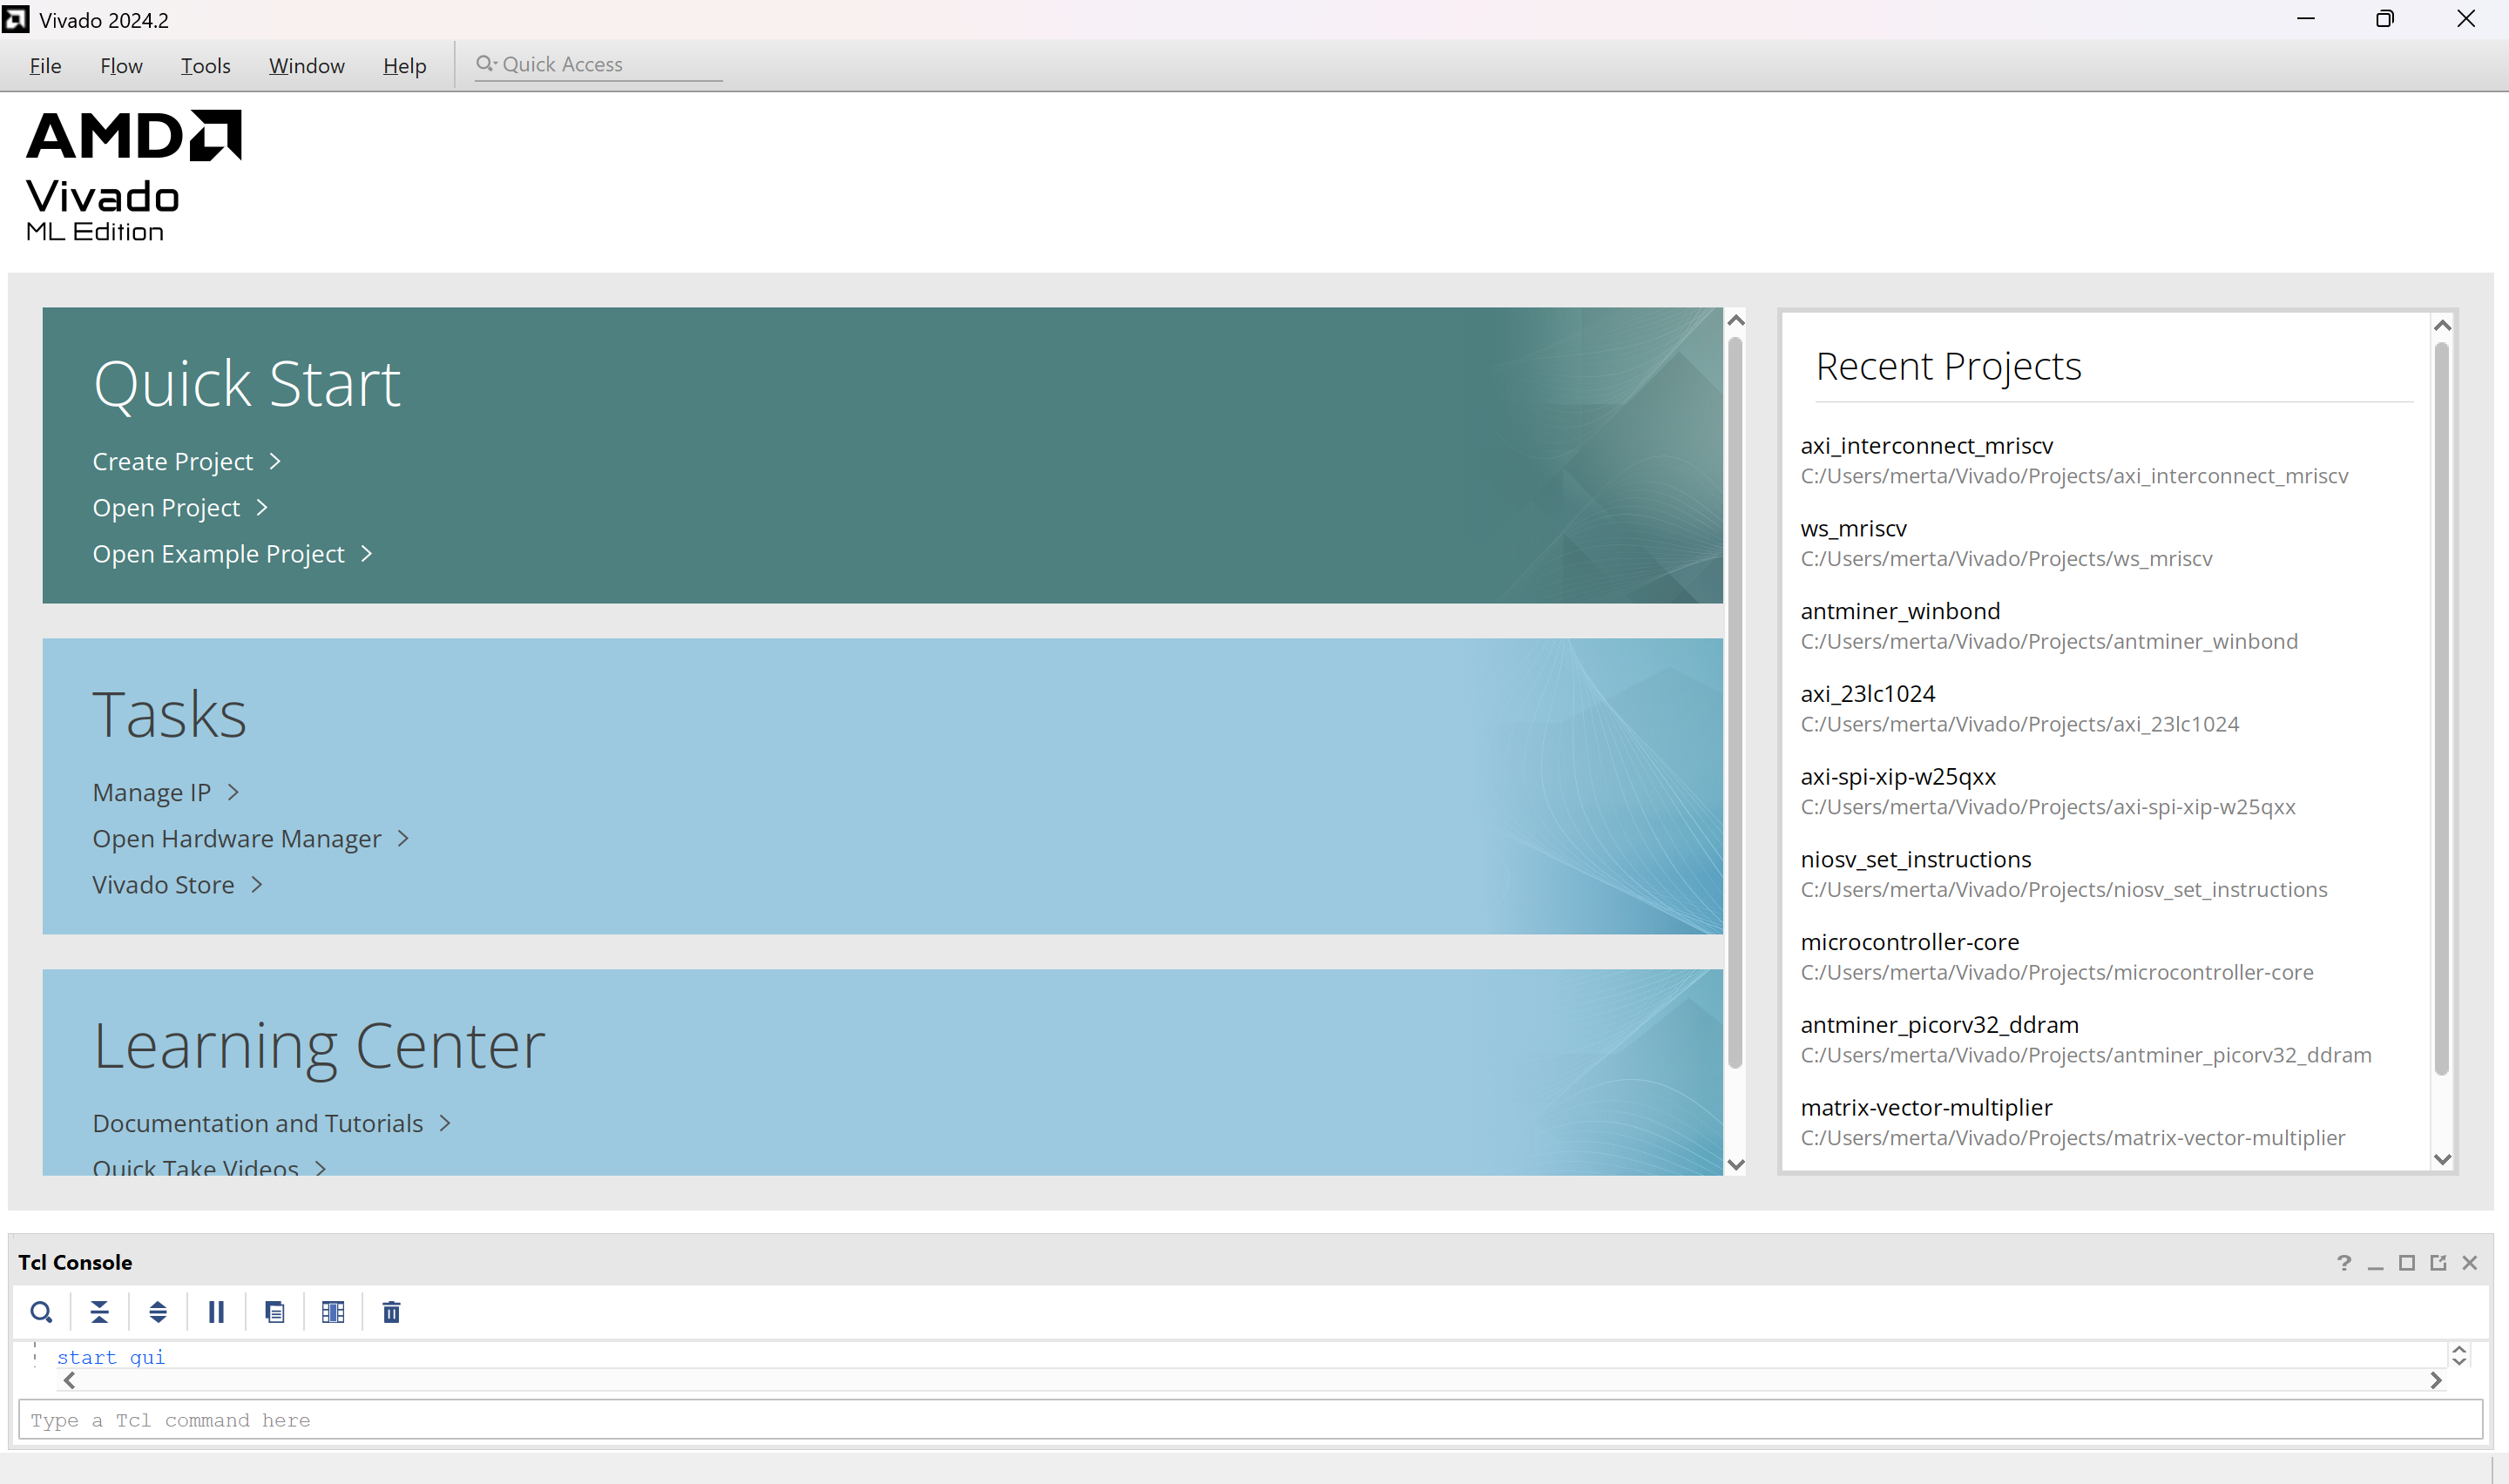 Vivado 2024.2
File Flow Tools Window Help Quick Access
AMD
Vivado
ML Edition
Quick Start
Create Project
Open Project
Open Example Project
Tasks
Manage IP
Open Hardware Manager
Vivado Store
Learning Center
Documentation and Tutorials
Quick Take Videos
Recent Projects
axi_interconnect_mriscv
C:/Users/merta/Vivado/Projects/axi_interconnect_mriscv
ws_mriscv
C:/Users/merta/Vivado/Projects/ws_mriscv
antminer_winbond
C:/Users/merta/Vivado/Projects/antminer_winbond
axi_23lc1024
C:/Users/merta/Vivado/Projects/axi_23lc1024
axi-spi-xip-w25qxx
C:/Users/merta/Vivado/Projects/axi-spi-xip-w25qxx
niosv_set_instructions
C:/Users/merta/Vivado/Projects/niosv_set_instructions
microcontroller-core
C:/Users/merta/Vivado/Projects/microcontroller-core
antminer_picorv32_ddram
C:/Users/merta/Vivado/Projects/antminer_picorv32_ddram
matrix-vector-multiplier
C:/Users/merta/Vivado/Projects/matrix-vector-multiplier
Tcl Console
start_gui
Type a Tcl command here